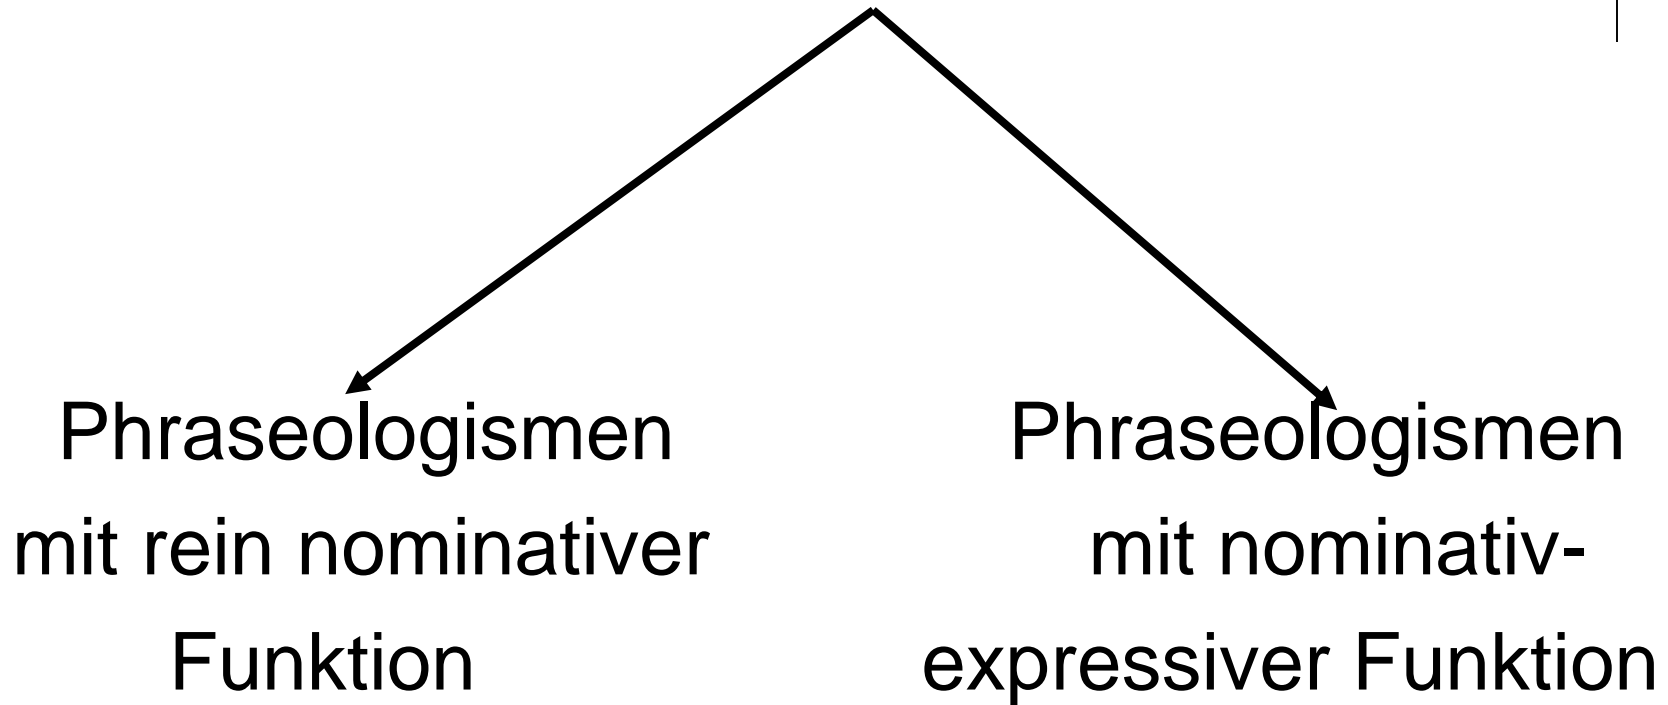 Phraseologismen
mit rein nominativer
Funktion
Phraseologismen
mit nominativ-
expressiver Funktion